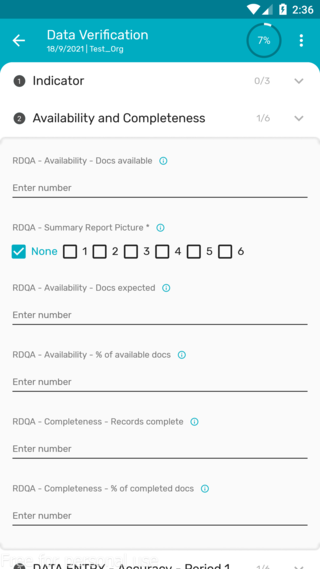 2:36
Data Verification
18/9/2021 | Test_Org
7%
1 Indicator 0/3
2 Availability and Completeness 1/6
RDQA - Availability - Docs available
Enter number
RDQA - Summary Report Picture *
None 1 2 3 4 5 6
RDQA - Availability - Docs expected
Enter number
RDQA - Availability - % of available docs
Enter number
RDQA - Completeness - Records complete
Enter number
RDQA - Completeness - % of completed docs
Enter number
DATA ENTRY - Accuracy - Period 1 1/6